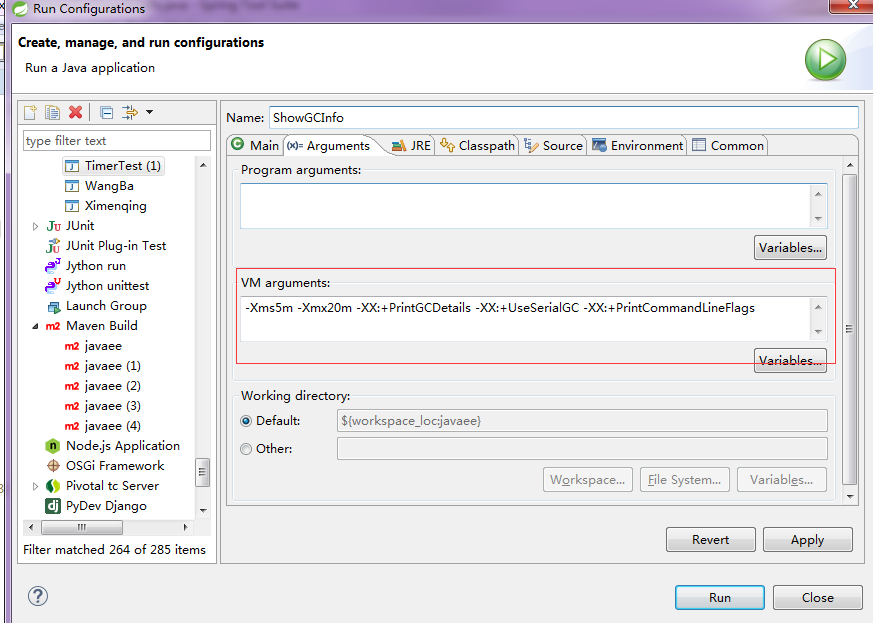 Run Configurations
Create, manage, and run configurations
Run a Java application
type filter text
TimerTest (1)
WangBa
Ximenqing
JUnit
JUnit Plug-in Test
Jython run
Jython unittest
Launch Group
Maven Build
javaee
javaee (1)
javaee (2)
javaee (3)
javaee (4)
Node.js Application
OSGi Framework
Pivotal tc Server
PyDev Django
Filter matched 264 of 285 items
Name: ShowGCInfo
Main (x)= Arguments JRE Classpath Source Environment Common
Program arguments:
Variables...
VM arguments:
-Xms5m -Xmx20m -XX:+PrintGCDetails -XX:+UseSerialGC -XX:+PrintCommandLineFlags
Variables...
Working directory:
Default: ${workspace_loc:javaee}
Other:
Workspace... File System... Variables...
Revert Apply
Run Close